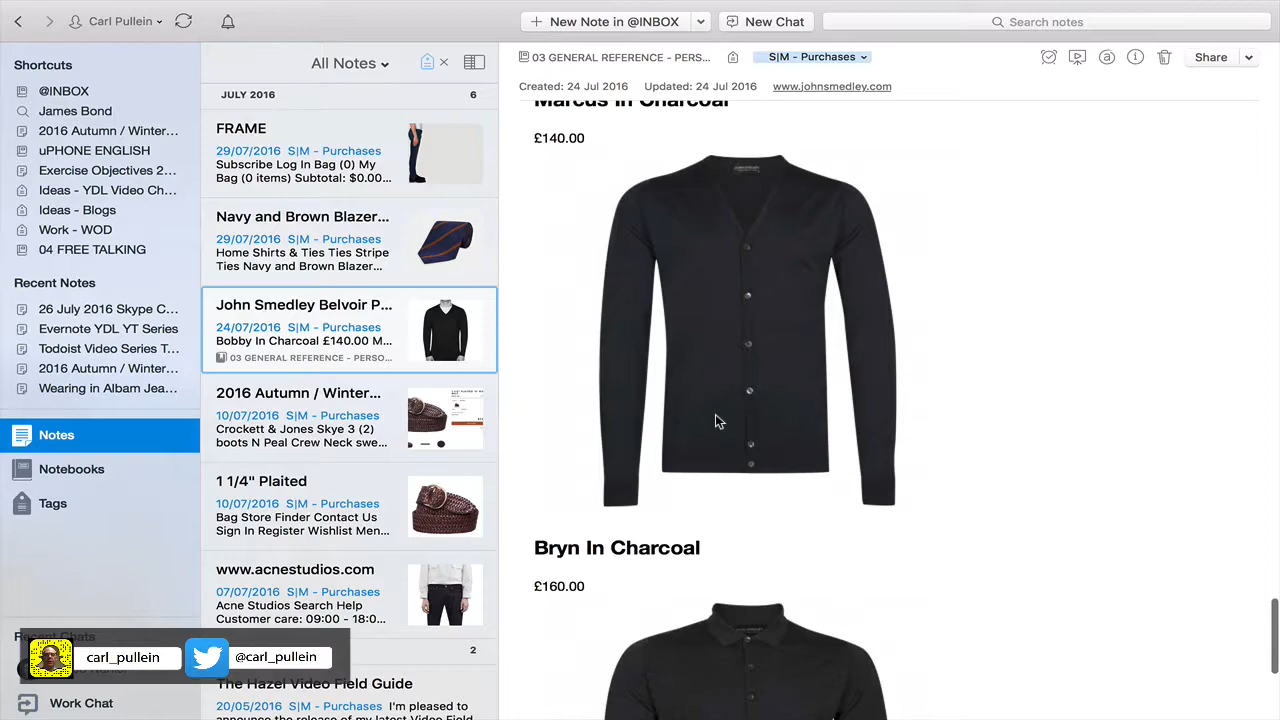 Carl Pullein
New Note in @INBOX
New Chat
Search notes
Shortcuts
@INBOX
James Bond
2016 Autumn / Winter...
uPHONE ENGLISH
Exercise Objectives 2...
Ideas - YDL Video Ch...
Ideas - Blogs
Work - WOD
04 FREE TALKING
Recent Notes
26 July 2016 Skype C...
Evernote YDL YT Series
Todoist Video Series T...
2016 Autumn / Winter...
Wearing in Albam Jea...
Notes
Notebooks
Tags
Recent Chats
carl_pullein
@carl_pullein
Work Chat
All Notes
JULY 2016 6
FRAME
29/07/2016 S|M - Purchases
Subscribe Log In Bag (0) My
Bag (0 items) Subtotal: $0.00...
Navy and Brown Blazer...
29/07/2016 S|M - Purchases
Home Shirts & Ties Ties Stripe
Ties Navy and Brown Blazer...
John Smedley Belvoir P...
24/07/2016 S|M - Purchases
Bobby In Charcoal £140.00 M...
03 GENERAL REFERENCE - PERSO...
2016 Autumn / Winter...
10/07/2016 S|M - Purchases
Crockett & Jones Skye 3 (2)
boots N Peal Crew Neck swe...
1 1/4" Plaited
10/07/2016 S|M - Purchases
Bag Store Finder Contact Us
Sign In Register Wishlist Men...
www.acnestudios.com
07/07/2016 S|M - Purchases
Acne Studios Search Help
Customer care: 09:00 - 18:0...
2
The Hazel Video Field Guide
20/05/2016 I'm pleased to
announce the release of my latest Video Field
03 GENERAL REFERENCE - PERS...
S|M - Purchases
Share
Created: 24 Jul 2016 Updated: 24 Jul 2016 www.johnsmedley.com
Marcus In Charcoal
£140.00
Bryn In Charcoal
£160.00